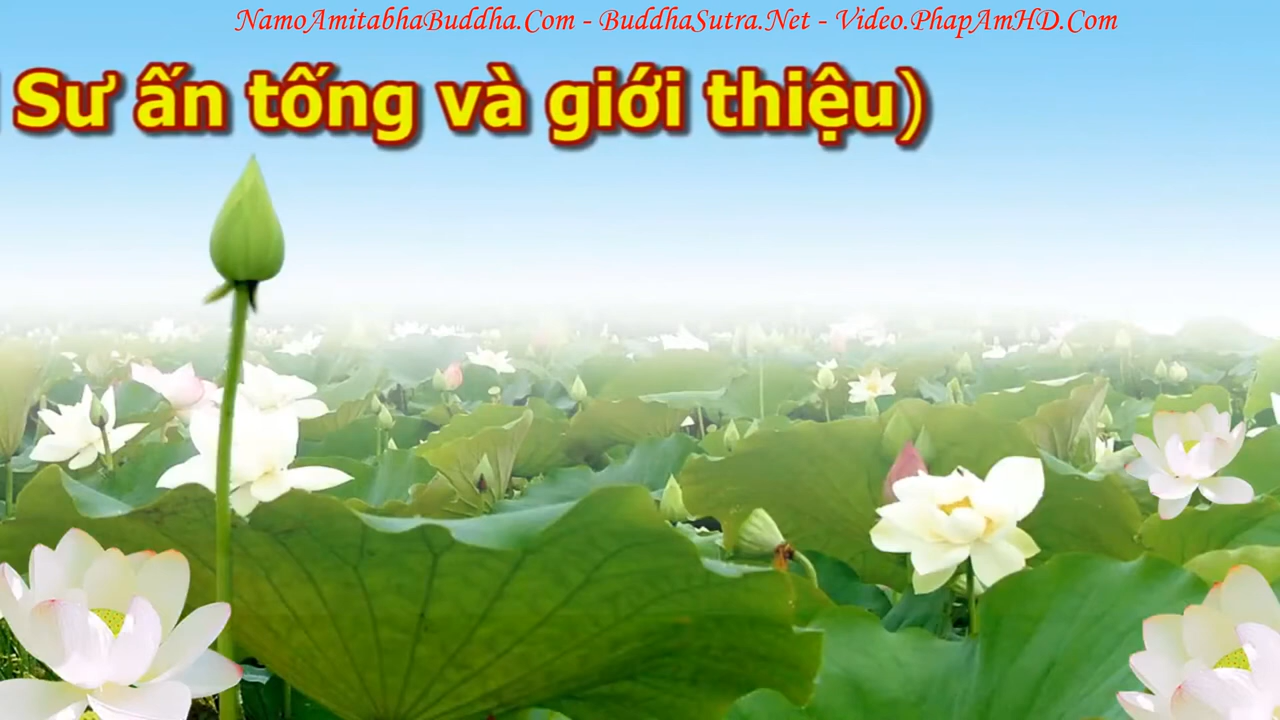 NamoAmitabhaBuddha.Com - BuddhaSutra.Net - Video.PhapAmHD.Com
Sư ấn tống và giới thiệu)